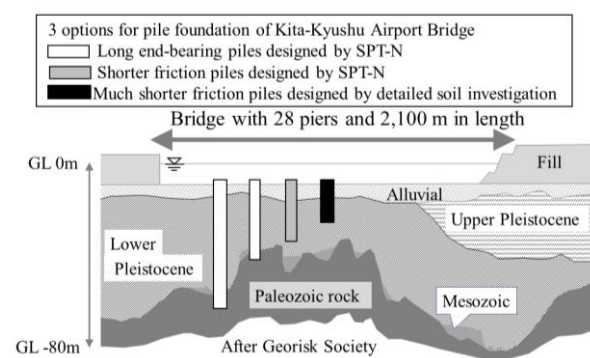 3 options for pile foundation of Kita-Kyushu Airport Bridge
Long end-bearing piles designed by SPT-N
Shorter friction piles designed by SPT-N
Much shorter friction piles designed by detailed soil investigation
Bridge with 28 piers and 2,100 m in length
GL 0m
Fill
Alluvial
Upper Pleistocene
Lower
Pleistocene
Paleozoic rock
Mesozoic
GL -80m
After Georisk Society